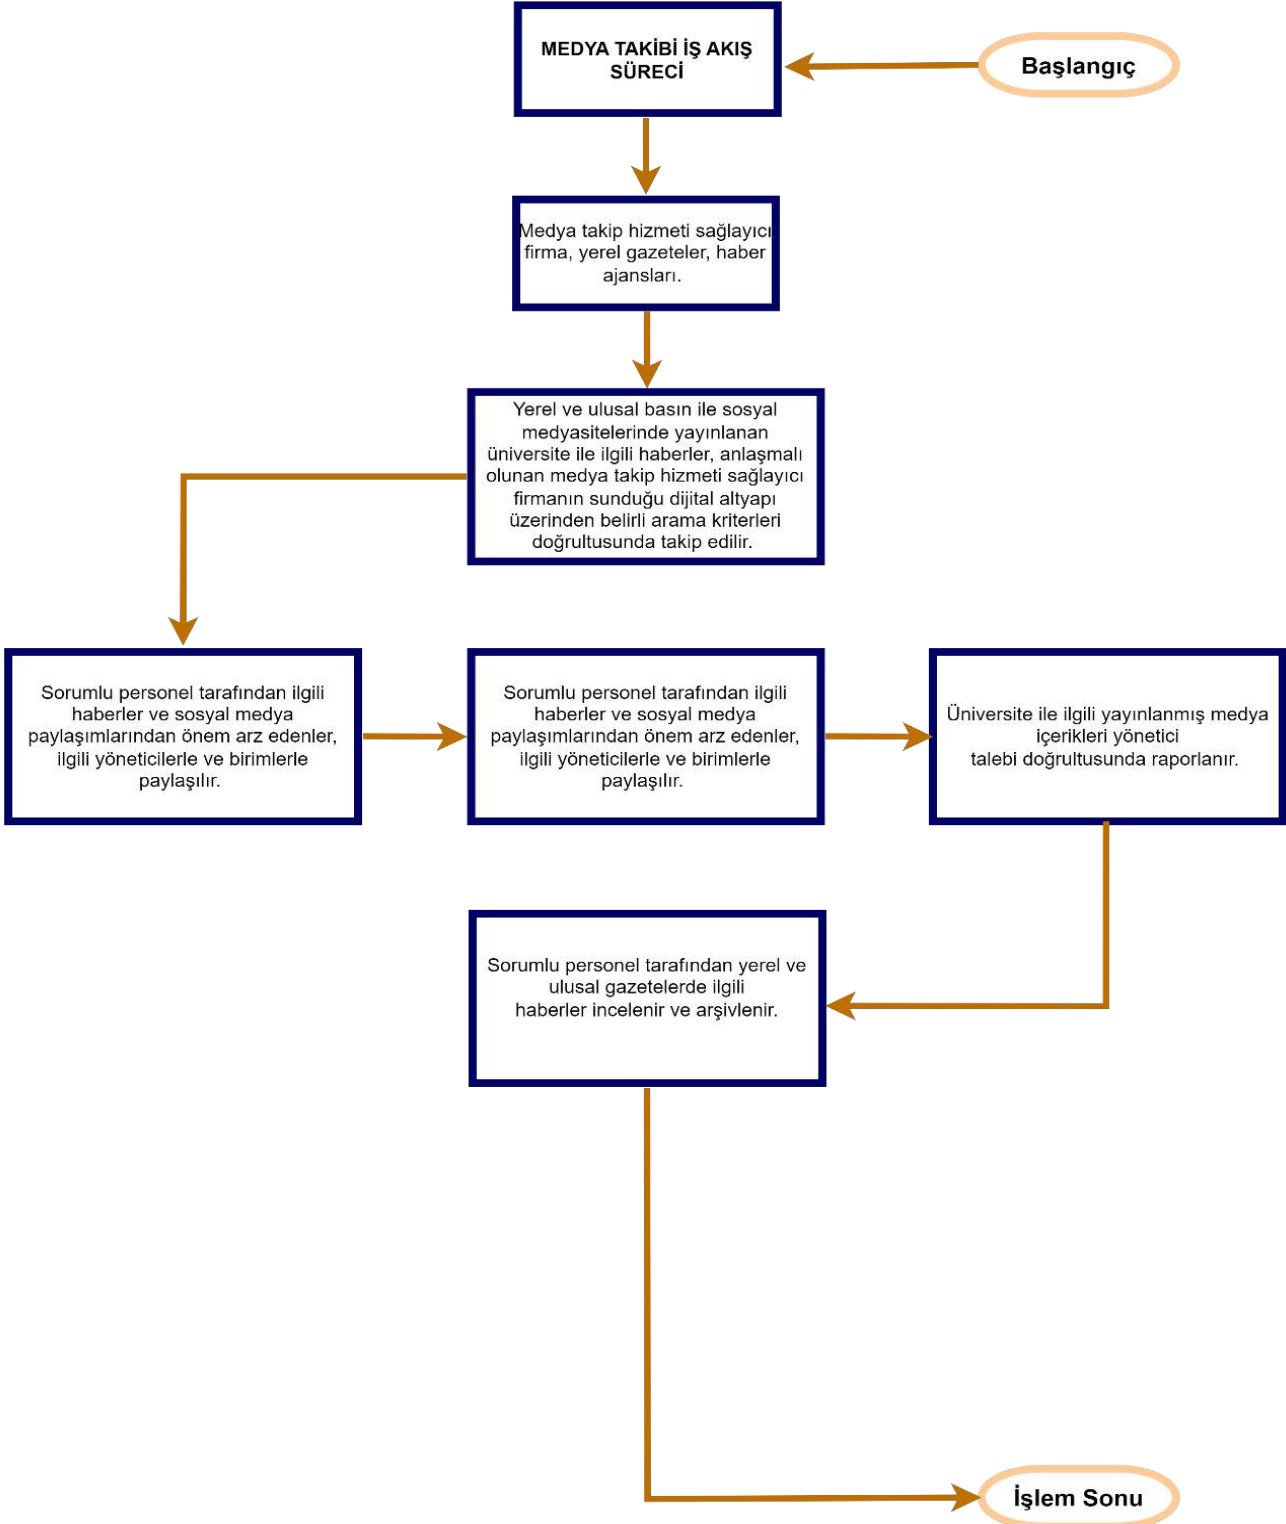 MEDYA TAKİBİ İŞ AKIŞ
SÜRECİ
Başlangıç
Medya takip hizmeti sağlayıcı
firma, yerel gazeteler, haber
ajansları.
Yerel ve ulusal basın ile sosyal
medyasitelerinde yayınlanan
üniversite ile ilgili haberler, anlaşmalı
olunan medya takip hizmeti sağlayıcı
firmanın sunduğu dijital altyapı
üzerinden belirli arama kriterleri
doğrultusunda takip edilir.
Sorumlu personel tarafından ilgili
haberler ve sosyal medya
paylaşımlarından önem arz edenler,
ilgili yöneticilerle ve birimlerle
paylaşılır.
Sorumlu personel tarafından ilgili
haberler ve sosyal medya
paylaşımlarından önem arz edenler,
ilgili yöneticilerle ve birimlerle
paylaşılır.
Üniversite ile ilgili yayınlanmış medya
içerikleri yönetici
talebi doğrultusunda raporlanır.
Sorumlu personel tarafından yerel ve
ulusal gazetelerde ilgili
haberler incelenir ve arşivlenir.
İşlem Sonu